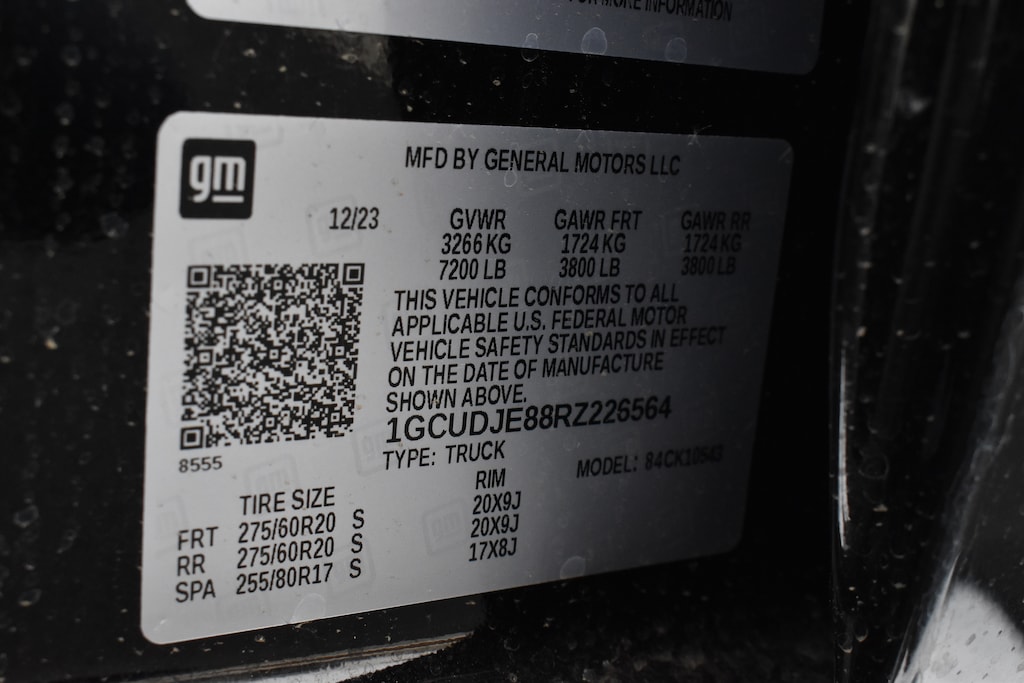 FOR MORE INFORMATION
gm
MFD BY GENERAL MOTORS LLC
12/23 GVWR GAWR FRT GAWR RR
3266 KG 1724 KG 1724 KG
7200 LB 3800 LB 3800 LB
THIS VEHICLE CONFORMS TO ALL
APPLICABLE U.S. FEDERAL MOTOR
VEHICLE SAFETY STANDARDS IN EFFECT
ON THE DATE OF MANUFACTURE
SHOWN ABOVE.
1GCUDJE88RZ226564
8555
TYPE: TRUCK MODEL: 84CK10543
TIRE SIZE RIM
FRT 275/60R20 S 20X9J
RR 275/60R20 S 20X9J
SPA 255/80R17 S 17X8J